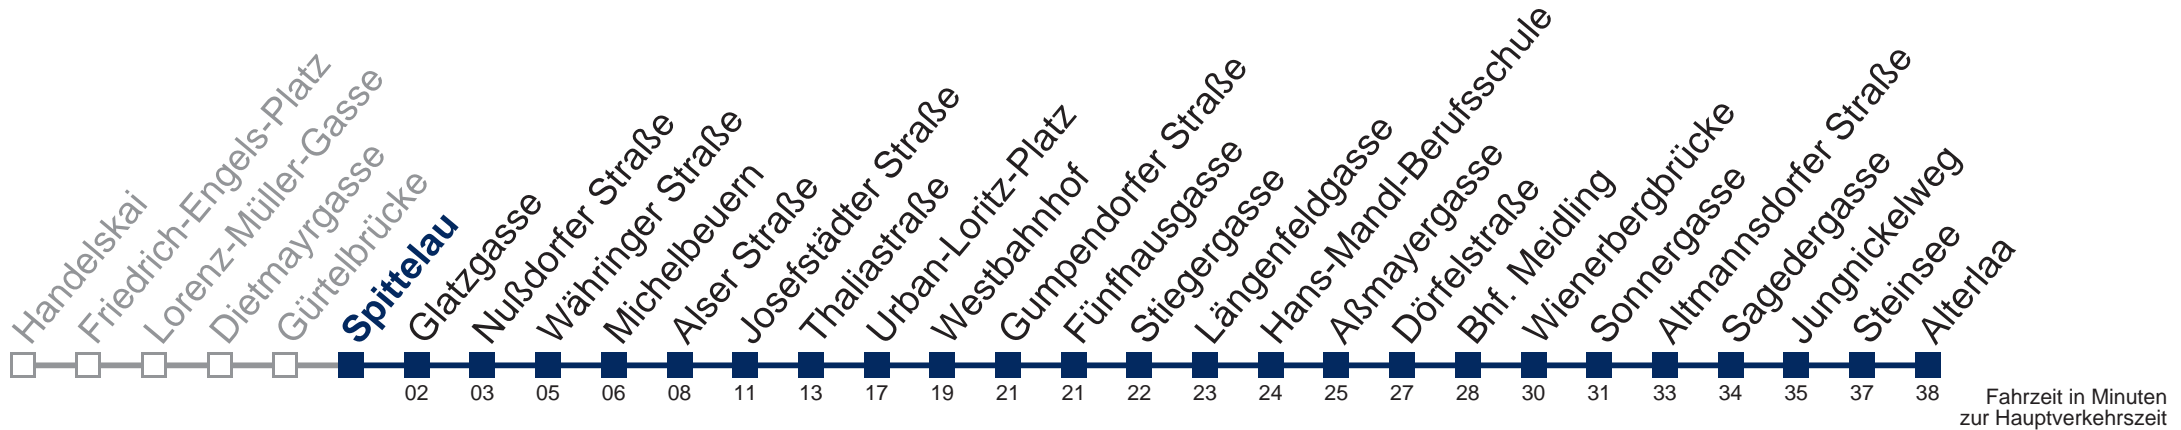 Handelskai
Friedrich-Engels-Platz
Lorenz-Müller-Gasse
Dietmayrgasse
Gürtelbrücke
Spittelau
Glatzgasse
Nußdorfer Straße
Währinger Straße
Michelbeuern
Alser Straße
Josefstädter Straße
Thaliastraße
Urban-Loritz-Platz
Westbahnhof
Gumpendorfer Straße
Fünfhausgasse
Stiegergasse
Längenfeldgasse
Hans-Mandl-Berufsschule
Aßmayergasse
Dörfelstraße
Bhf. Meidling
Wienerbergbrücke
Sonnergasse
Altmannsdorfer Straße
Sagedergasse
Jungnickelweg
Steinsee
Alterlaa
02 03 05 06 08 11 13 17 19 21 21 22 23 24 25 27 28 30 31 33 34 35 37 38
Fahrzeit in Minuten
zur Hauptverkehrszeit